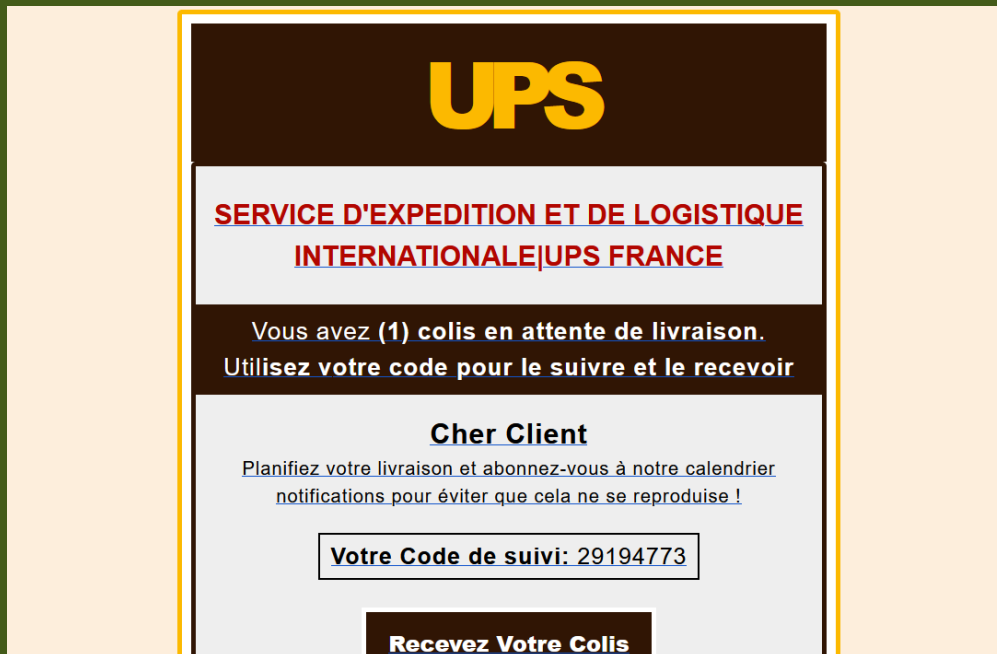 UPS
SERVICE D'EXPEDITION ET DE LOGISTIQUE
INTERNATIONALE|UPS FRANCE
Vous avez (1) colis en attente de livraison.
Utilisez votre code pour le suivre et le recevoir
Cher Client
Planifiez votre livraison et abonnez-vous à notre calendrier
notifications pour éviter que cela ne se reproduise !
Votre Code de suivi: 29194773
Recevez Votre Colis